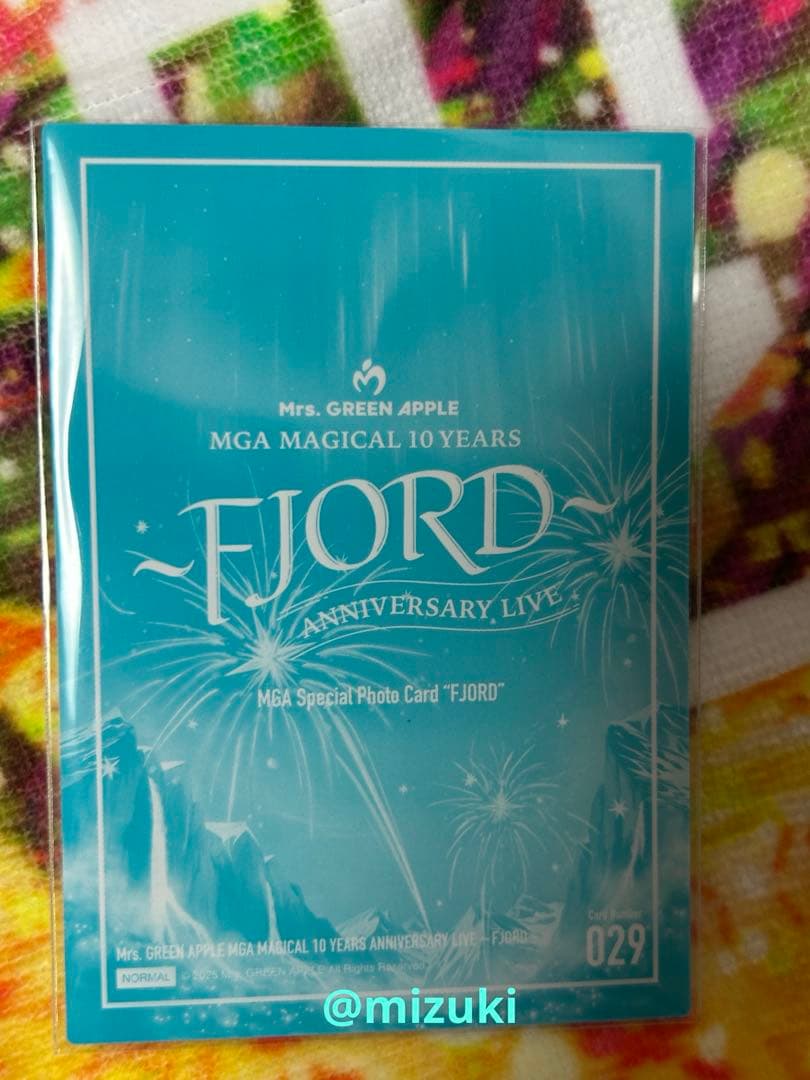 Mrs. GREEN APPLE
MGA MAGICAL 10 YEARS
~FJORD~
ANNIVERSARY LIVE
MGA Special Photo Card "FJORD"
Card Number
029
Mrs. GREEN APPLE MGA MAGICAL 10 YEARS ANNIVERSARY LIVE ~FJORD~
NORMAL
© 2025 Mrs. GREEN APPLE All Rights Reserved.
@mizuki